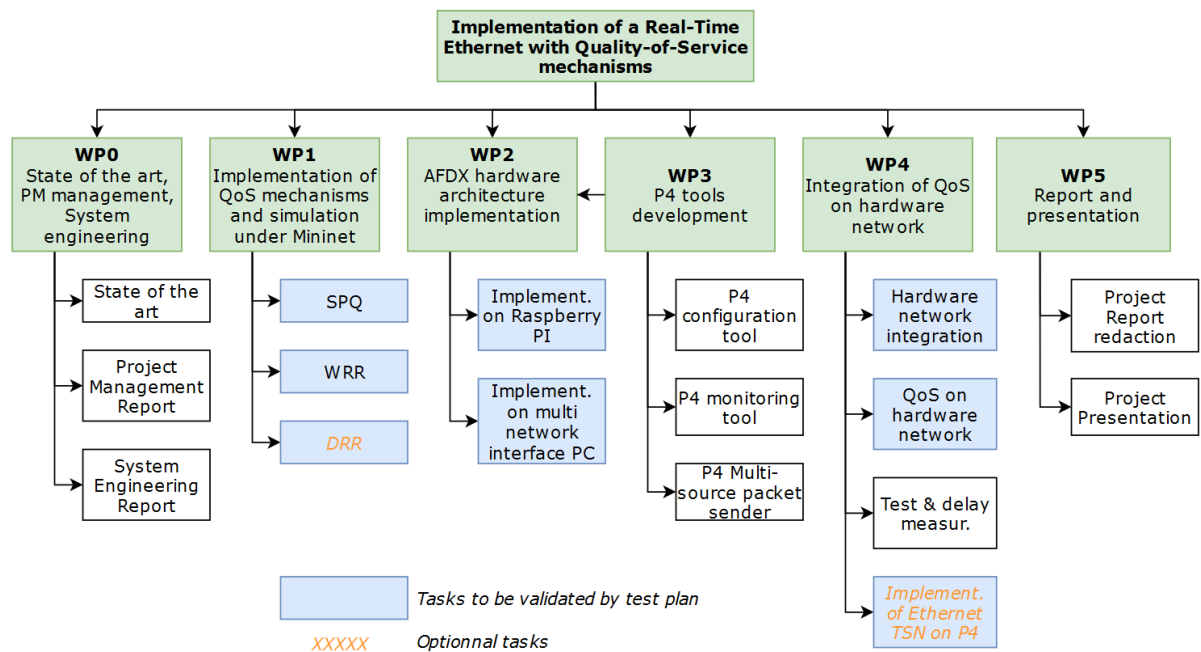 Implementation of a Real-Time
Ethernet with Quality-of-Service
mechanisms
WP0
State of the art,
PM management,
System
engineering
WP1
Implementation of
QoS mechanisms
and simulation
under Mininet
WP2
AFDX hardware
architecture
implementation
WP3
P4 tools
development
WP4
Integration of QoS
on hardware
network
WP5
Report and
presentation
State of the
art
Project
Management
Report
System
Engineering
Report
SPQ
WRR
DRR
Implement.
on Raspberry
PI
Implement.
on multi
network
interface PC
P4
configuration
tool
P4 monitoring
tool
P4 Multi-
source packet
sender
Hardware
network
integration
QoS on
hardware
network
Test & delay
measur.
Implement.
of Ethernet
TSN on P4
Project
Report
redaction
Project
Presentation
Tasks to be validated by test plan
XXXXX
Optionnal tasks